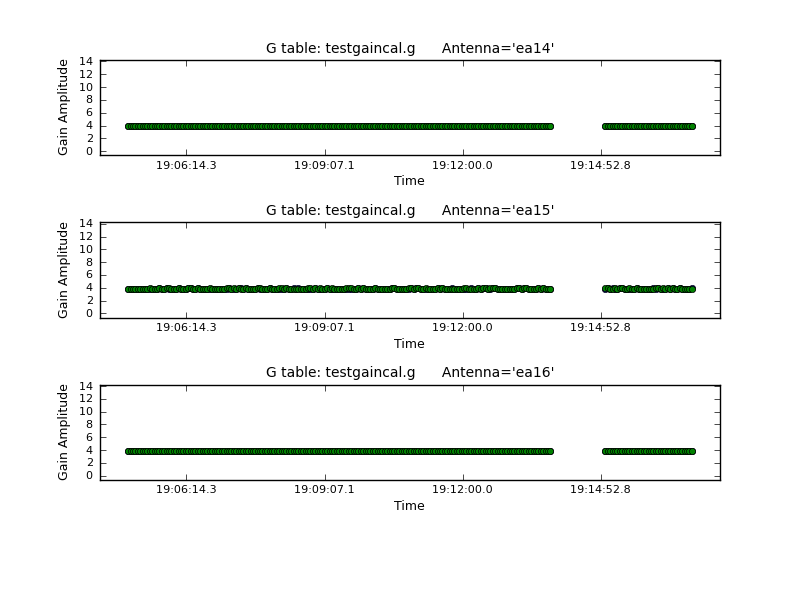 G table: testgaincal.g Antenna='ea14'
14
12
10
8
6
4
2
0
Gain Amplitude
19:06:14.3 19:09:07.1 19:12:00.0 19:14:52.8
Time
G table: testgaincal.g Antenna='ea15'
14
12
10
8
6
4
2
0
Gain Amplitude
19:06:14.3 19:09:07.1 19:12:00.0 19:14:52.8
Time
G table: testgaincal.g Antenna='ea16'
14
12
10
8
6
4
2
0
Gain Amplitude
19:06:14.3 19:09:07.1 19:12:00.0 19:14:52.8
Time